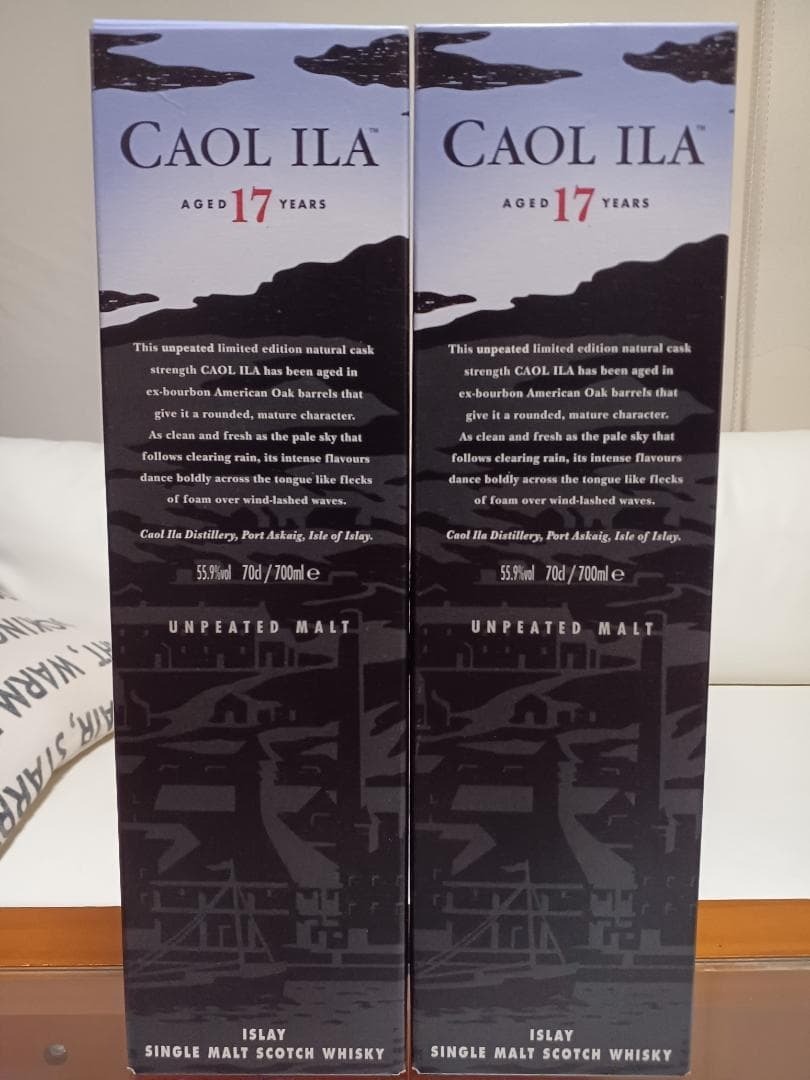 CAOL ILA™
AGED 17 YEARS
This unpeated limited edition natural cask
strength CAOL ILA has been aged in
ex-bourbon American Oak barrels that
give it a rounded, mature character.
As clean and fresh as the pale sky that
follows clearing rain, its intense flavours
dance boldly across the tongue like flecks
of foam over wind-lashed waves.
Caol Ila Distillery, Port Askaig, Isle of Islay.
55.9%vol 70cl / 700ml e
UNPEATED MALT
ISLAY
SINGLE MALT SCOTCH WHISKY
CAOL ILA™
AGED 17 YEARS
This unpeated limited edition natural cask
strength CAOL ILA has been aged in
ex-bourbon American Oak barrels that
give it a rounded, mature character.
As clean and fresh as the pale sky that
follows clearing rain, its intense flavours
dance boldly across the tongue like flecks
of foam over wind-lashed waves.
Caol Ila Distillery, Port Askaig, Isle of Islay.
55.9%vol 70cl / 700ml e
UNPEATED MALT
ISLAY
SINGLE MALT SCOTCH WHISKY
WARM
AIR,